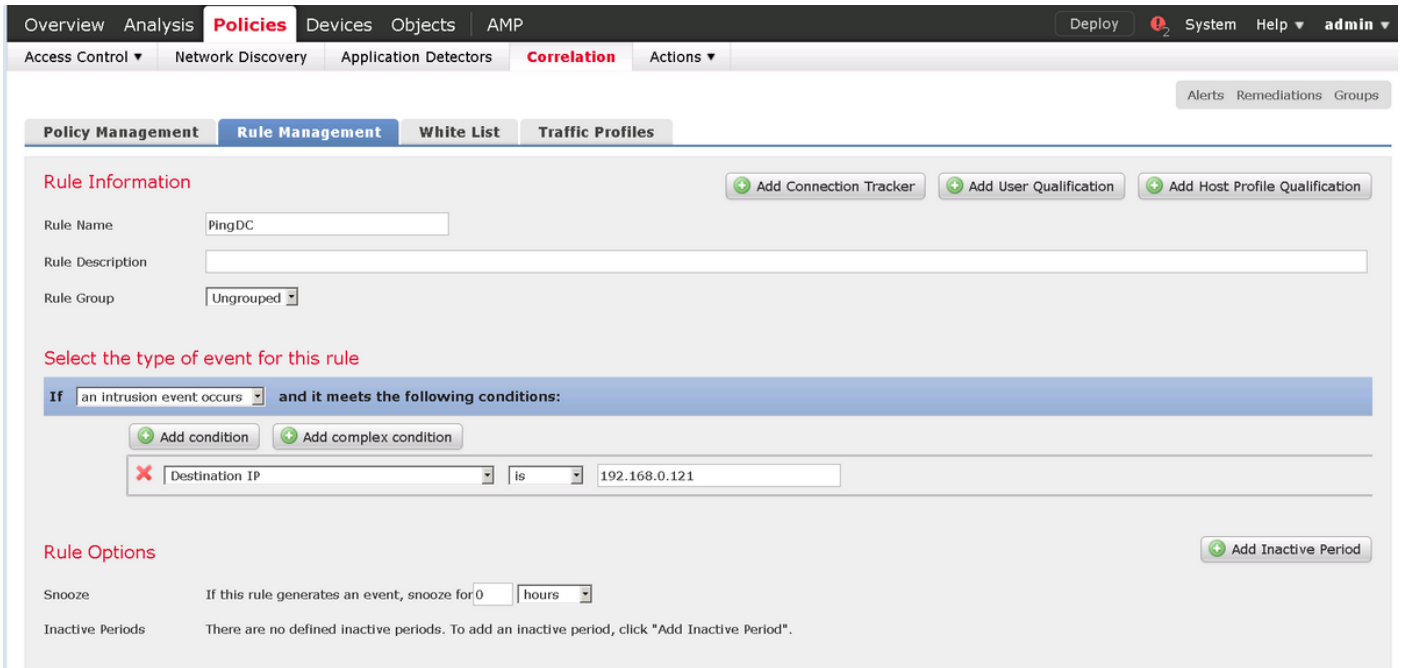 Overview Analysis Policies Devices Objects AMP Deploy 2 System Help ▼ admin ▼
Access Control ▼ Network Discovery Application Detectors Correlation Actions ▼
Alerts Remediations Groups
Policy Management Rule Management White List Traffic Profiles
Rule Information Add Connection Tracker Add User Qualification Add Host Profile Qualification
Rule Name PingDC
Rule Description
Rule Group Ungrouped
Select the type of event for this rule
If an intrusion event occurs and it meets the following conditions:
Add condition Add complex condition
Destination IP is 192.168.0.121
Rule Options Add Inactive Period
Snooze If this rule generates an event, snooze for 0 hours
Inactive Periods There are no defined inactive periods. To add an inactive period, click "Add Inactive Period".